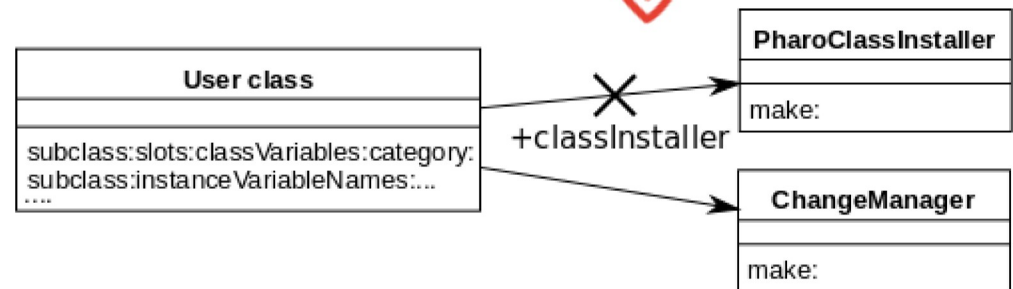 User class
subclass:slots:classVariables:category:
subclass:instanceVariableNames:...
....
+classInstaller
PharoClassInstaller
make:
ChangeManager
make: